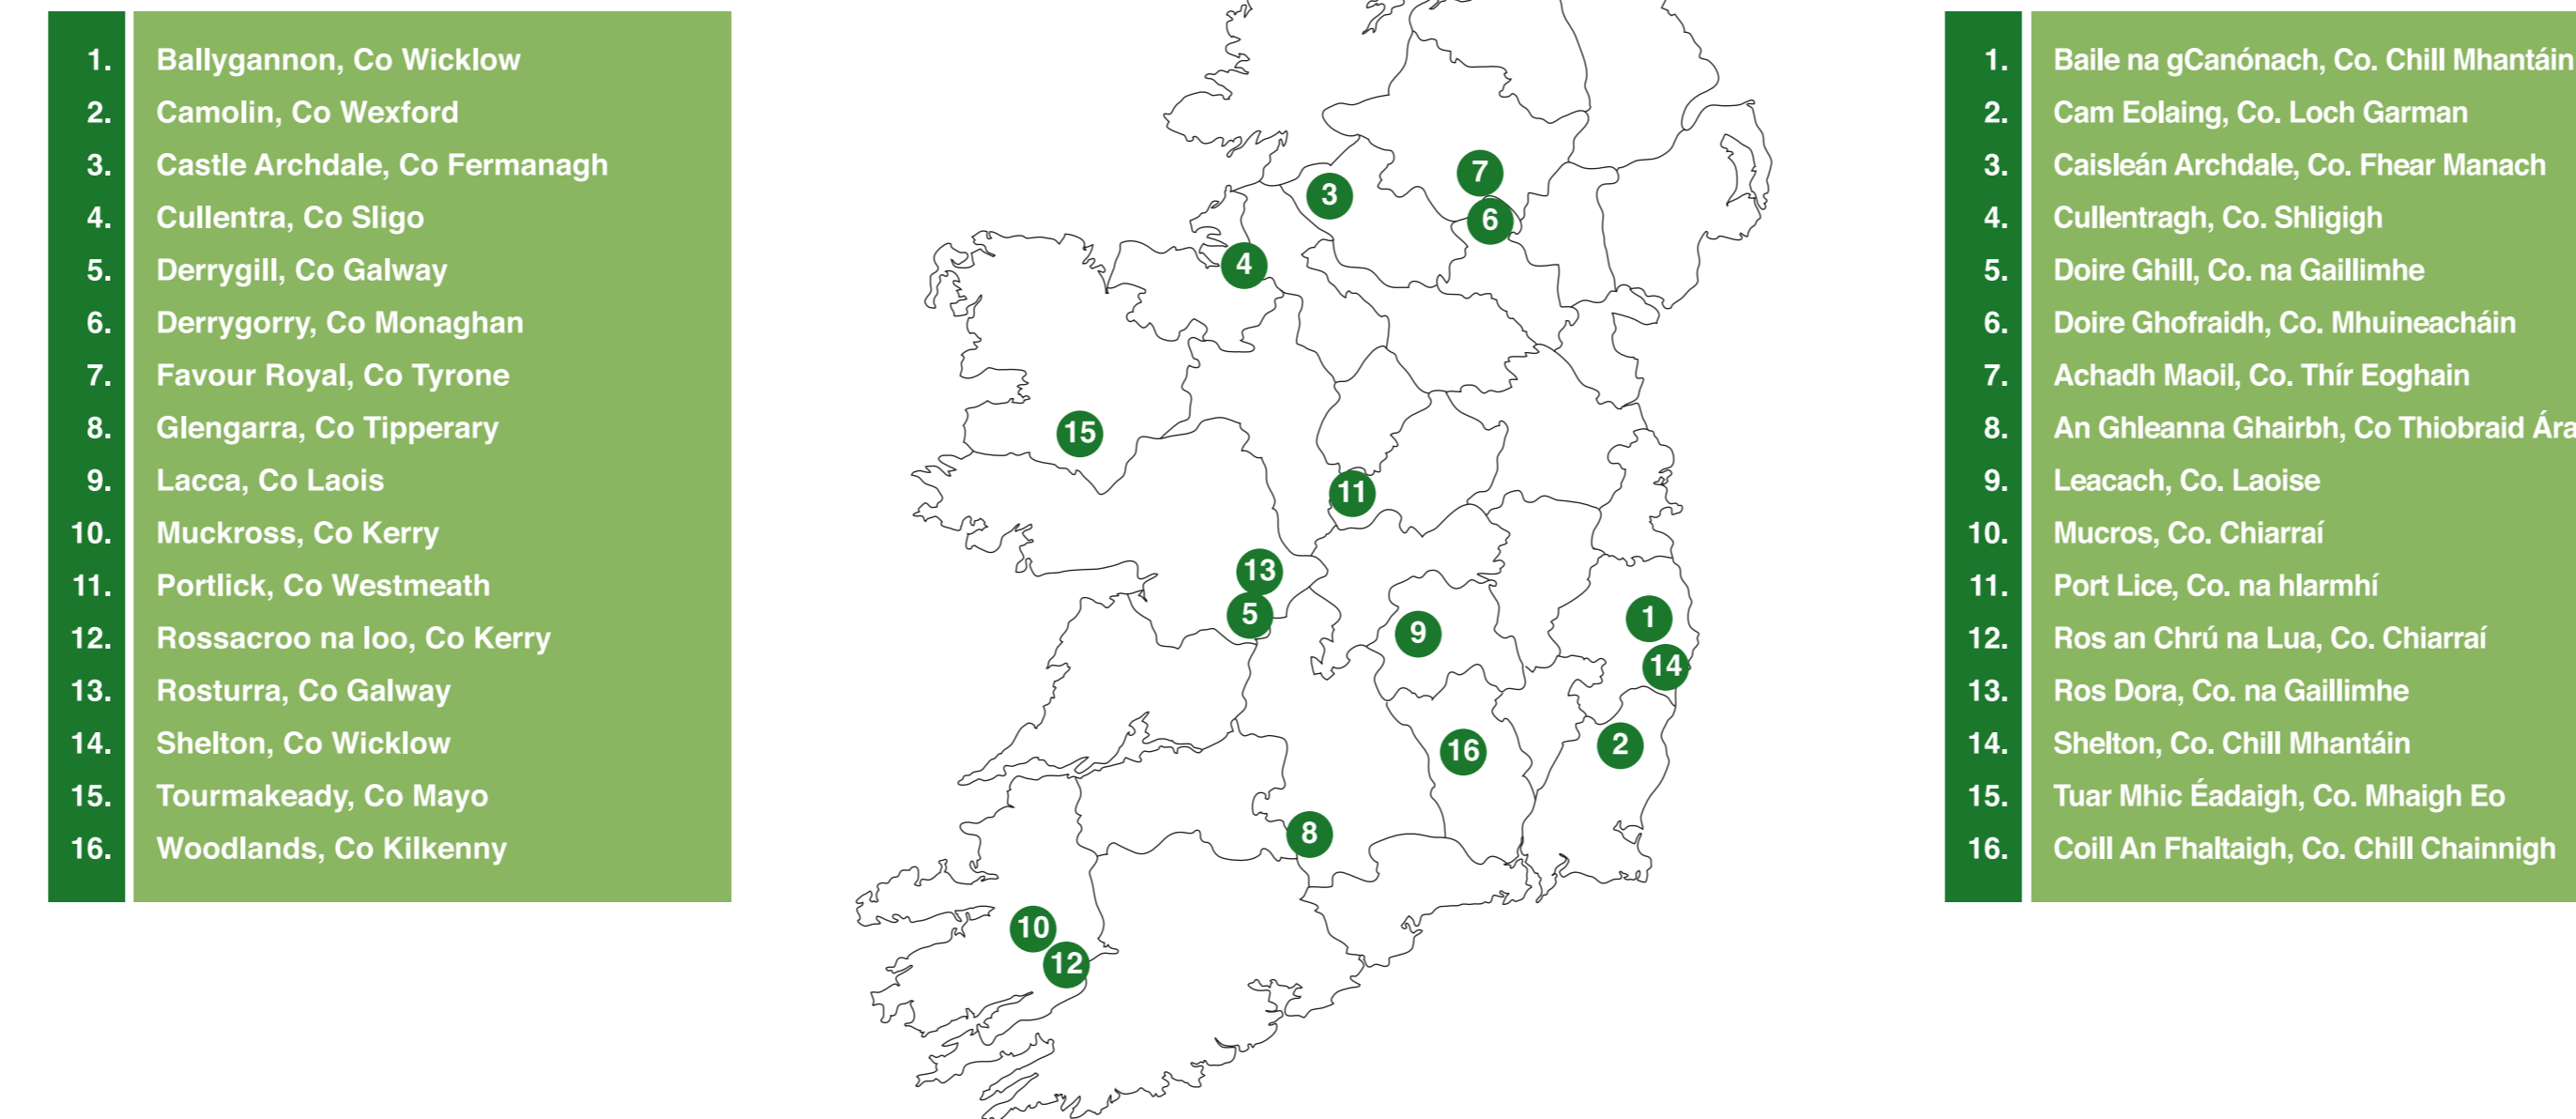 1. Ballygannon, Co Wicklow
2. Camolin, Co Wexford
3. Castle Archdale, Co Fermanagh
4. Cullentra, Co Sligo
5. Derrygill, Co Galway
6. Derrygorry, Co Monaghan
7. Favour Royal, Co Tyrone
8. Glengarra, Co Tipperary
9. Lacca, Co Laois
10. Muckross, Co Kerry
11. Portlick, Co Westmeath
12. Rossacroo na loo, Co Kerry
13. Rosturra, Co Galway
14. Shelton, Co Wicklow
15. Tourmakeady, Co Mayo
16. Woodlands, Co Kilkenny
7
3
6
4
15
11
13
5
1
9
14
2
16
8
10
12
1. Baile na gCanónach, Co. Chill Mhantáin
2. Cam Eolaing, Co. Loch Garman
3. Caisleán Archdale, Co. Fhear Manach
4. Cullentragh, Co. Shligigh
5. Doire Ghill, Co. na Gaillimhe
6. Doire Ghofraidh, Co. Mhuineacháin
7. Achadh Maoil, Co. Thír Eoghain
8. An Ghleanna Ghairbh, Co Thiobraid Ára
9. Leacach, Co. Laoise
10. Mucros, Co. Chiarraí
11. Port Lice, Co. na hIarmhí
12. Ros an Chrú na Lua, Co. Chiarraí
13. Ros Dora, Co. na Gaillimhe
14. Shelton, Co. Chill Mhantáin
15. Tuar Mhic Éadaigh, Co. Mhaigh Eo
16. Coill An Fhaltaigh, Co. Chill Chainnigh